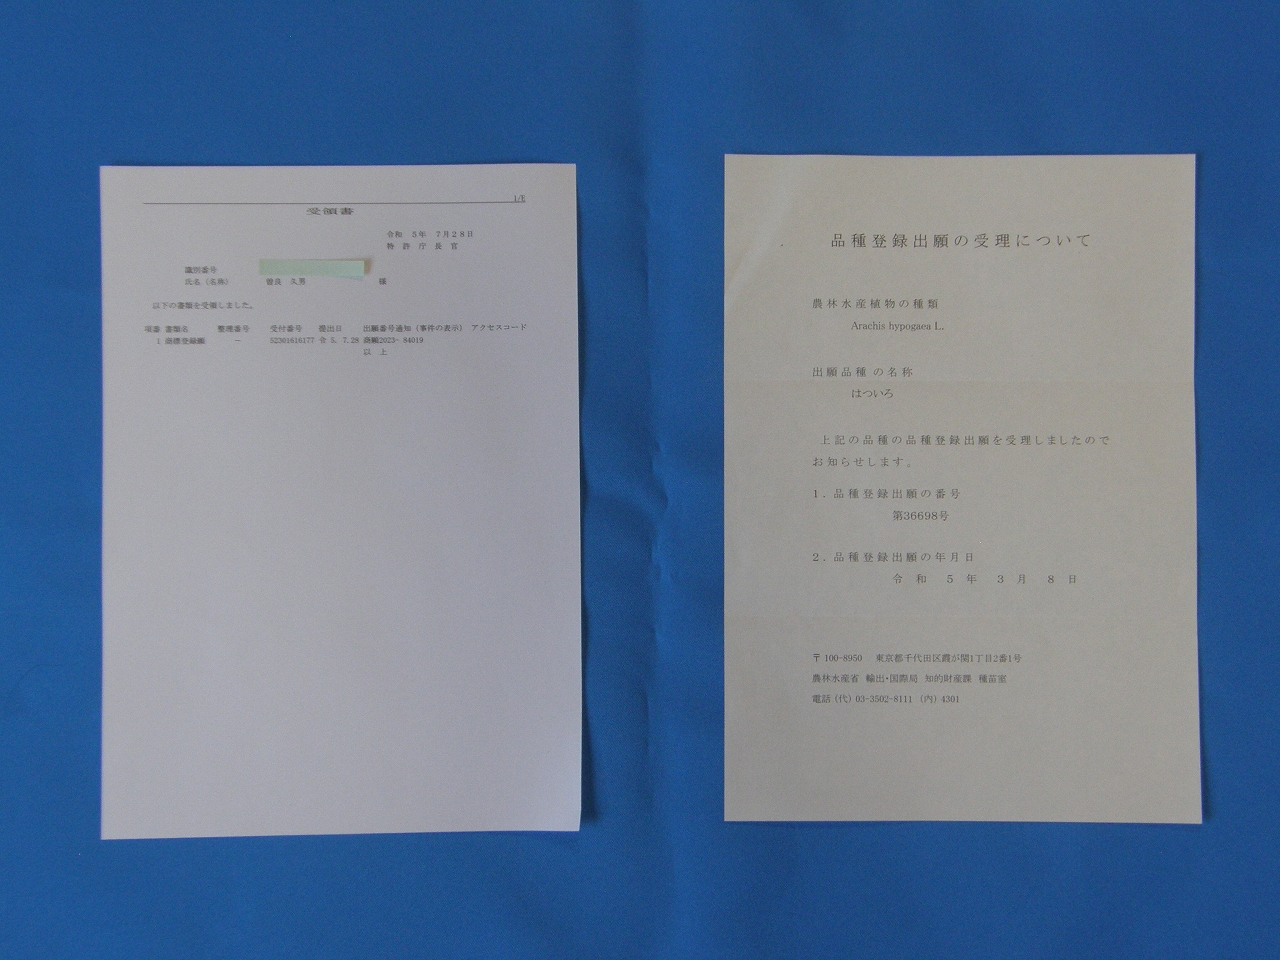 1/E
受領書
令和 5年 7月28日
特許庁長官
識別番号
氏名（名称） 曽良 久男 様
以下の書類を受領しました。
項番 書類名 整理番号 受付番号 提出日 出願番号通知（事件の表示） アクセスコード
1 商標登録願 － 52301616177 令 5. 7.28 商願2023- 84019
以 上
品種登録出願の受理について
農林水産植物の種類
Arachis hypogaea L.
出願品種 の名称
はついろ
上記の品種の品種登録出願を受理しましたので
お知らせします。
1．品種登録出願の番号
第36698号
2．品種登録出願の年月日
令 和 5 年 3 月 8 日
〒100-8950 東京都千代田区霞が関1丁目2番1号
農林水産省 輸出・国際局 知的財産課 種苗室
電話（代）03-3502-8111（内）4301